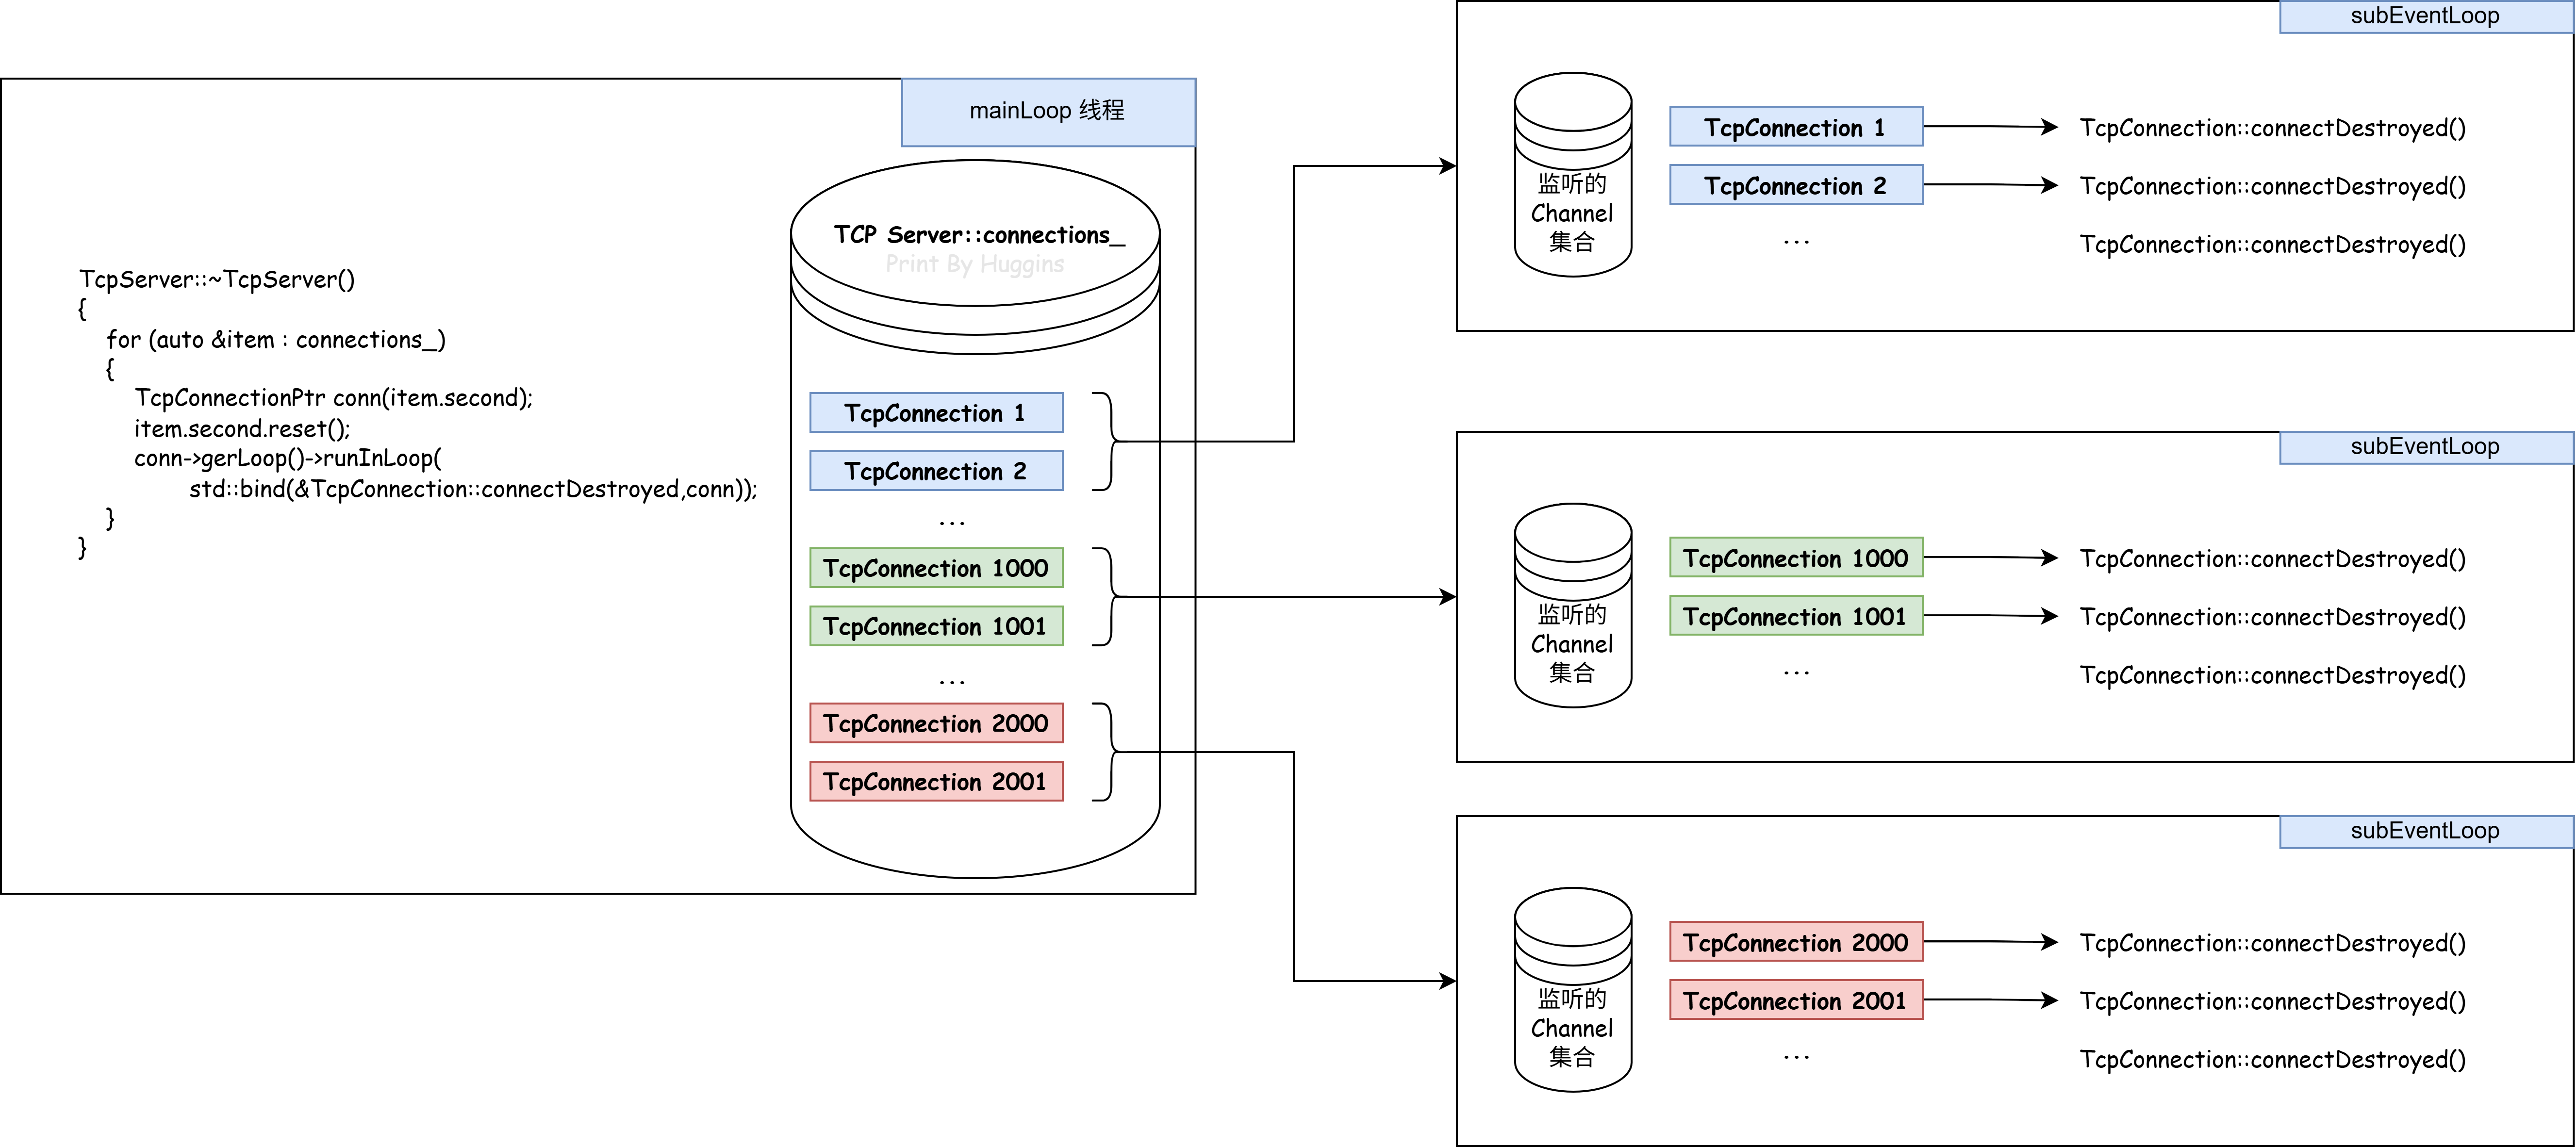 mainLoop 线程
TcpServer::~TcpServer()
{
for (auto &item : connections_)
{
TcpConnectionPtr conn(item.second);
item.second.reset();
conn->gerLoop()->runInLoop(
std::bind(&TcpConnection::connectDestroyed,conn));
}
}
TCP Server::connections_
Print By Huggins
TcpConnection 1
TcpConnection 2
...
TcpConnection 1000
TcpConnection 1001
...
TcpConnection 2000
TcpConnection 2001
subEventLoop
监听的
Channel
集合
TcpConnection 1
TcpConnection::connectDestroyed()
TcpConnection 2
TcpConnection::connectDestroyed()
...
TcpConnection::connectDestroyed()
subEventLoop
监听的
Channel
集合
TcpConnection 1000
TcpConnection::connectDestroyed()
TcpConnection 1001
TcpConnection::connectDestroyed()
...
TcpConnection::connectDestroyed()
subEventLoop
监听的
Channel
集合
TcpConnection 2000
TcpConnection::connectDestroyed()
TcpConnection 2001
TcpConnection::connectDestroyed()
...
TcpConnection::connectDestroyed()